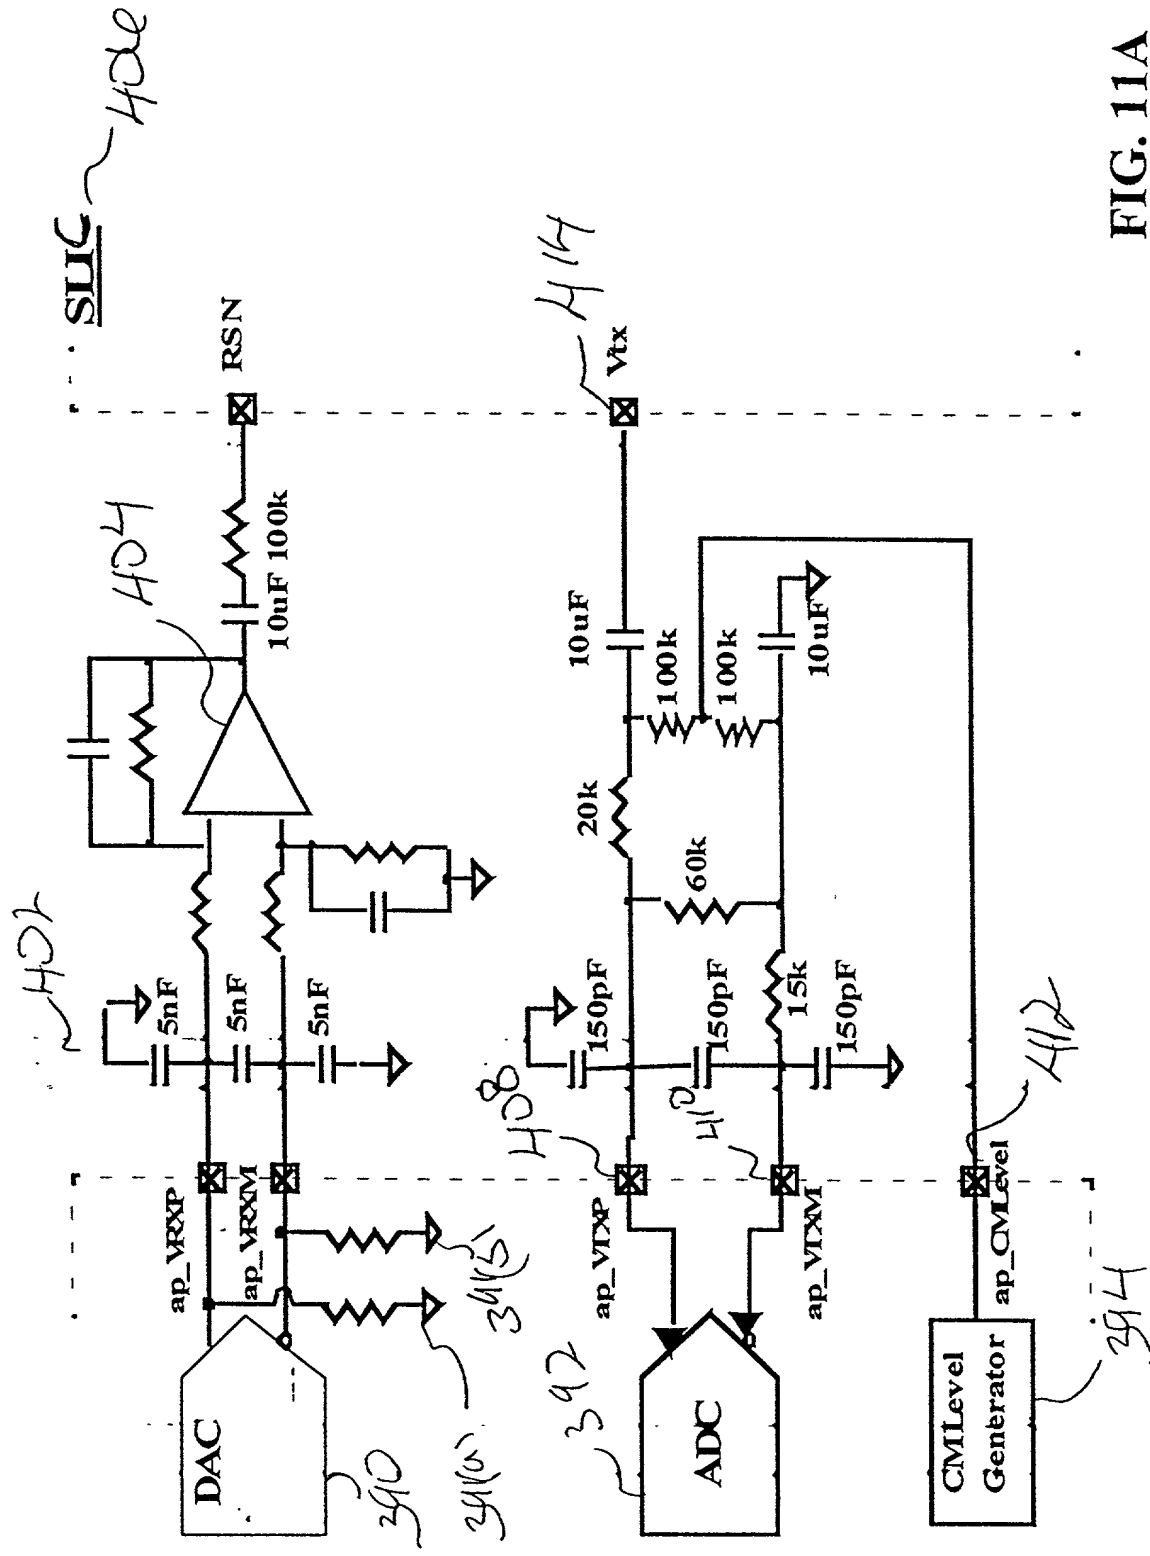 SLIC
406
RSN
Vtx
414
404
10uF 100k
402
5nF
5nF
5nF
ap_VRXP
ap_VRXM
DAC
390
391(a)
391(b)
10uF
100k
100k
10uF
20k
60k
15k
150pF
150pF
150pF
408
410
412
ap_VTXP
ap_VTXM
ap_CMLevel
ADC
392
CMLevel
Generator
394
FIG. 11A